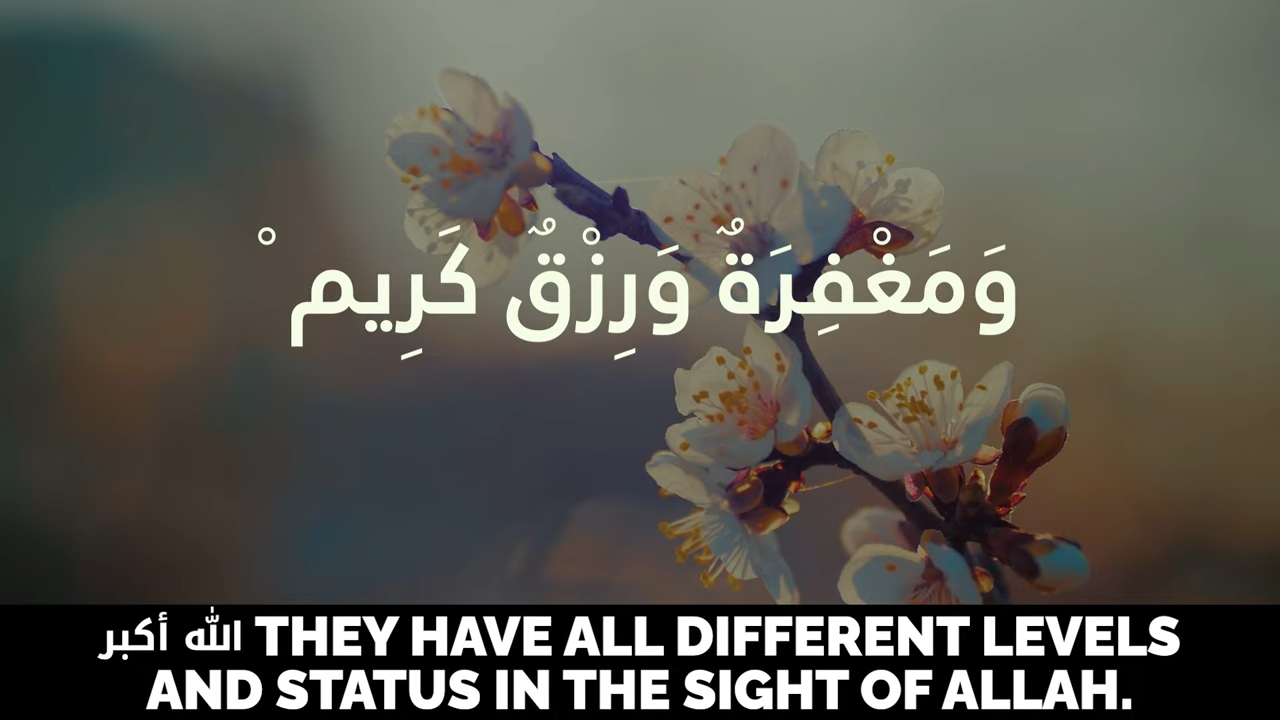 وَمَغْفِرَةٌ وَرِزْقٌ كَرِيم ْ
الله أكبر THEY HAVE ALL DIFFERENT LEVELS
AND STATUS IN THE SIGHT OF ALLAH.